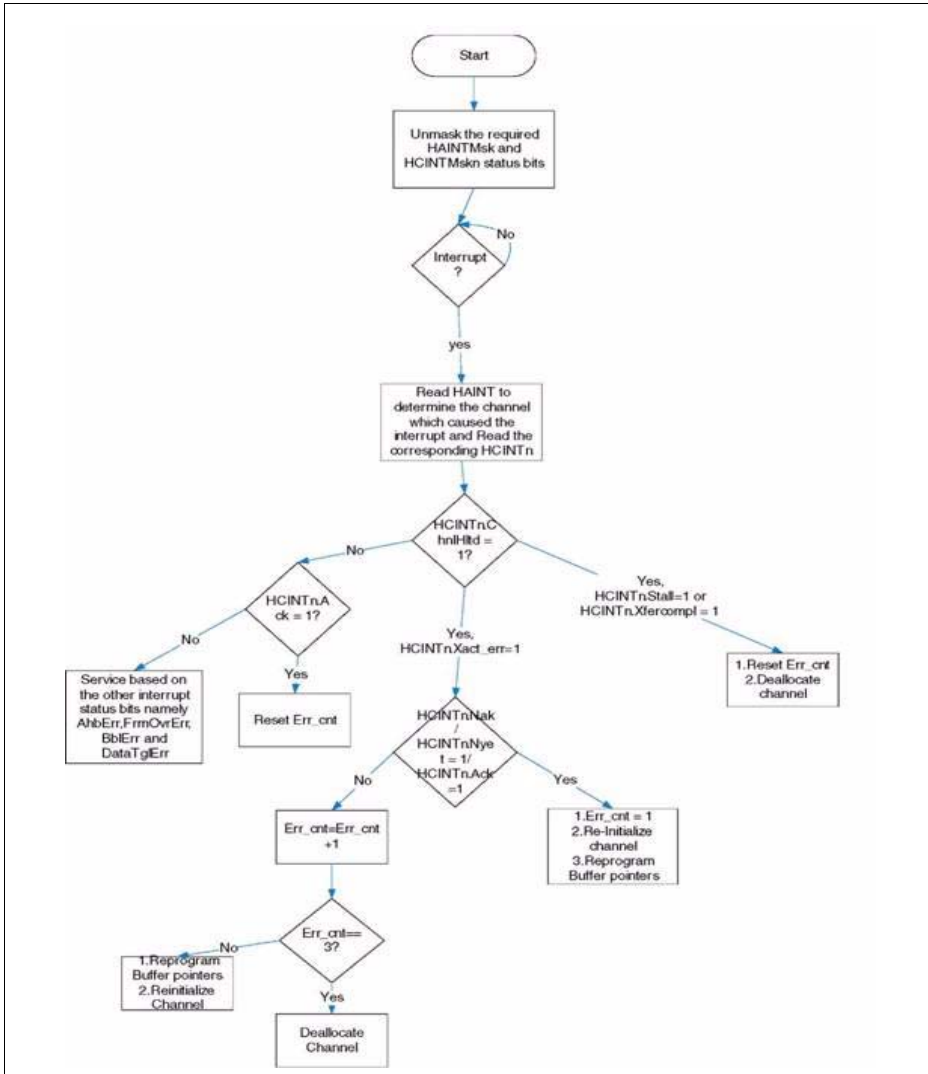 Start
Unmask the required
HAINTMsk and
HCINTMskn status bits
No
Interrupt
?
yes
Read HAINT to
determine the channel
which caused the
interrupt and Read the
corresponding HCINTn
HCINTn.C
hnlHltd =
1?
No
Yes,
HCINTn.Stall=1 or
HCINTn.Xfercompl = 1
HCINTn.A
ck = 1?
Yes,
HCINTn.Xact_err=1
No
Yes
1.Reset Err_cnt
2.Deallocate
channel
Service based on
the other interrupt
status bits namely
AhbErr,FrmOvrErr,
BblErr and
DataTglErr
Reset Err_cnt
HCINTn.Nak
/
HCINTn.Nye
t = 1/
HCINTn.Ack
=1
No
Yes
Err_cnt=Err_cnt
+1
1.Err_cnt = 1
2.Re-Initialize
channel
3.Reprogram
Buffer pointers
Err_cnt==
3?
No
1.Reprogram
Buffer pointers
2.Reinitialize
Channel
Yes
Deallocate
Channel